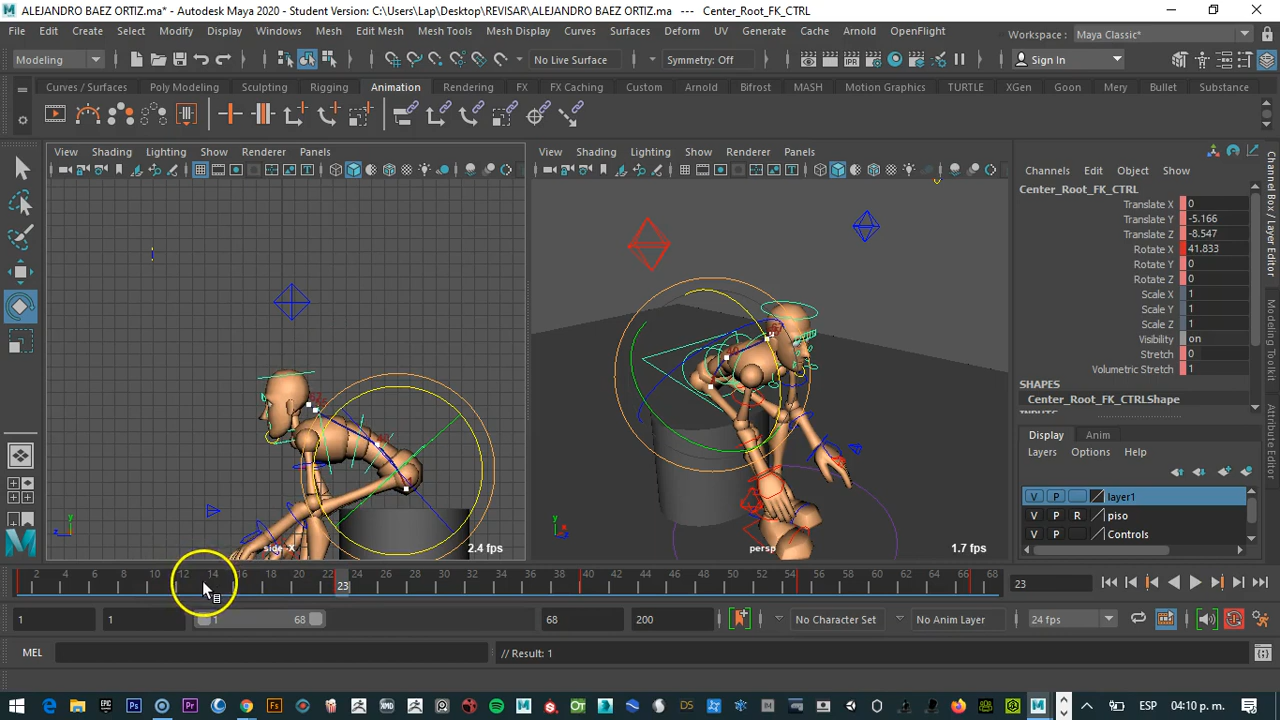 ALEJANDRO BAEZ ORTIZ.ma* - Autodesk Maya 2020 - Student Version: C:\Users\Lap\Desktop\REVISAR\ALEJANDRO BAEZ ORTIZ.ma --- Center_Root_FK_CTRL
File Edit Create Select Modify Display Windows Mesh Edit Mesh Mesh Tools Mesh Display Curves Surfaces Deform UV Generate Cache Arnold OpenFlight Workspace: Maya Classic*
Modeling No Live Surface Symmetry: Off Sign In
Curves / Surfaces Poly Modeling Sculpting Rigging Animation Rendering FX FX Caching Custom Arnold Bifrost MASH Motion Graphics TURTLE XGen Goon Mery Bullet Substance
View Shading Lighting Show Renderer Panels View Shading Lighting Show Renderer Panels
Channels Edit Object Show
Center_Root_FK_CTRL
Translate X 0
Translate Y -5.166
Translate Z -8.547
Rotate X 41.833
Rotate Y 0
Rotate Z 0
Scale X 1
Scale Y 1
Scale Z 1
Visibility on
Stretch 0
Volumetric Stretch 1
SHAPES
Center_Root_FK_CTRLShape
Display Anim
Layers Options Help
V P layer1
V P R piso
V P Controls
Channel Box / Layer Editor
Modeling Toolkit
Attribute Editor
side -X 2.4 fps persp 1.7 fps
2 4 6 8 10 12 14 16 18 20 22 23 24 26 28 30 32 34 36 38 40 42 44 46 48 50 52 54 56 58 60 62 64 66 68 23
1 1 1 68 68 200 No Character Set No Anim Layer 24 fps
MEL // Result: 1
ESP 04:10 p. m.